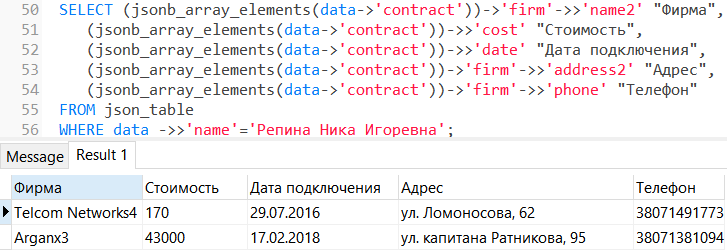 50 SELECT (jsonb_array_elements(data->'contract'))->'firm'->>'name2' "Фирма",
51 (jsonb_array_elements(data->'contract'))->>'cost' "Стоимость",
52 (jsonb_array_elements(data->'contract'))->>'date' "Дата подключения",
53 (jsonb_array_elements(data->'contract'))->'firm'->>'address2' "Адрес",
54 (jsonb_array_elements(data->'contract'))->'firm'->>'phone' "Телефон"
55 FROM json_table
56 WHERE data ->>'name'='Репина Ника Игоревна';
Message Result 1
Фирма Стоимость Дата подключения Адрес Телефон
Telcom Networks4 170 29.07.2016 ул. Ломоносова, 62 38071491773
Arganx3 43000 17.02.2018 ул. капитана Ратникова, 95 38071381094